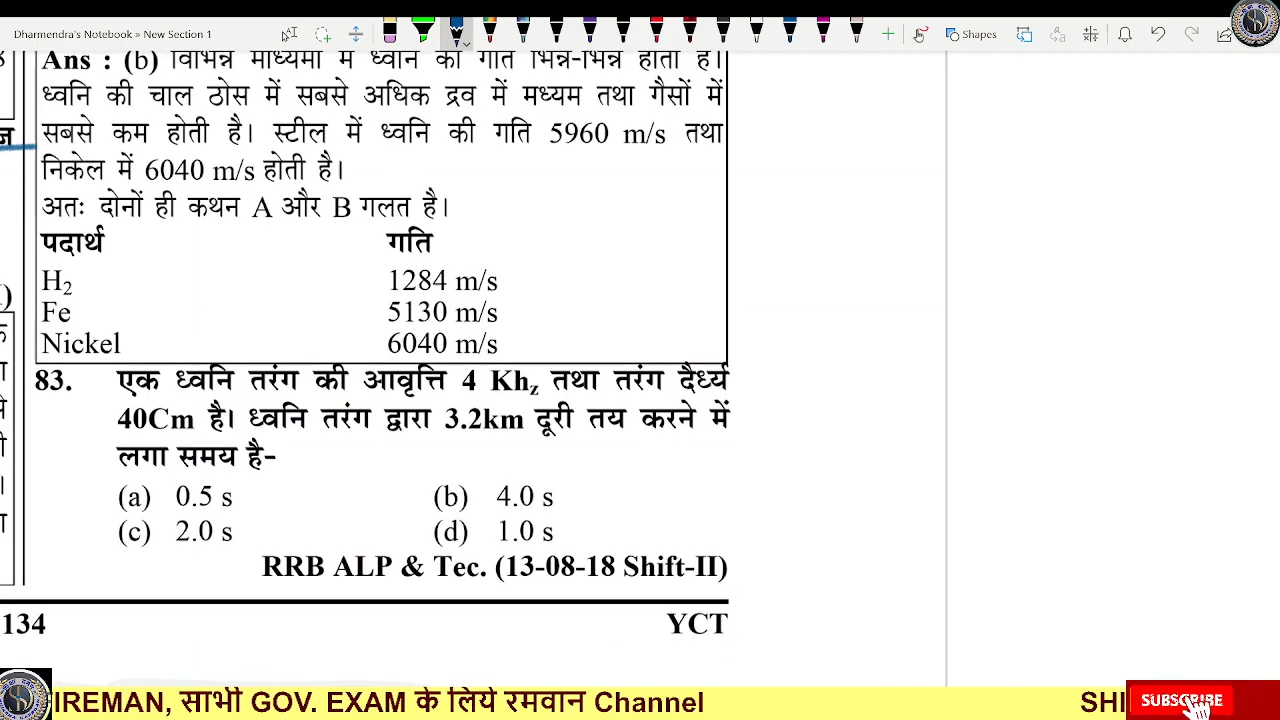 Dharmendra's Notebook » New Section 1
Shapes
Ans : (b) विभिन्न माध्यमों में ध्वनि की गति भिन्न-भिन्न होती है।
ध्वनि की चाल ठोस में सबसे अधिक द्रव में मध्यम तथा गैसों में
सबसे कम होती है। स्टील में ध्वनि की गति 5960 m/s तथा
निकेल में 6040 m/s होती है।
अतः दोनों ही कथन A और B गलत है।
पदार्थ गति
H₂ 1284 m/s
Fe 5130 m/s
Nickel 6040 m/s
83. एक ध्वनि तरंग की आवृत्ति 4 Khz तथा तरंग दैर्ध्य
40Cm है। ध्वनि तरंग द्वारा 3.2km दूरी तय करने में
लगा समय है-
(a) 0.5 s (b) 4.0 s
(c) 2.0 s (d) 1.0 s
RRB ALP & Tec. (13-08-18 Shift-II)
134 YCT
IREMAN, साभी GOV. EXAM के लिये रमवान Channel SHI
SUBSCRIBE